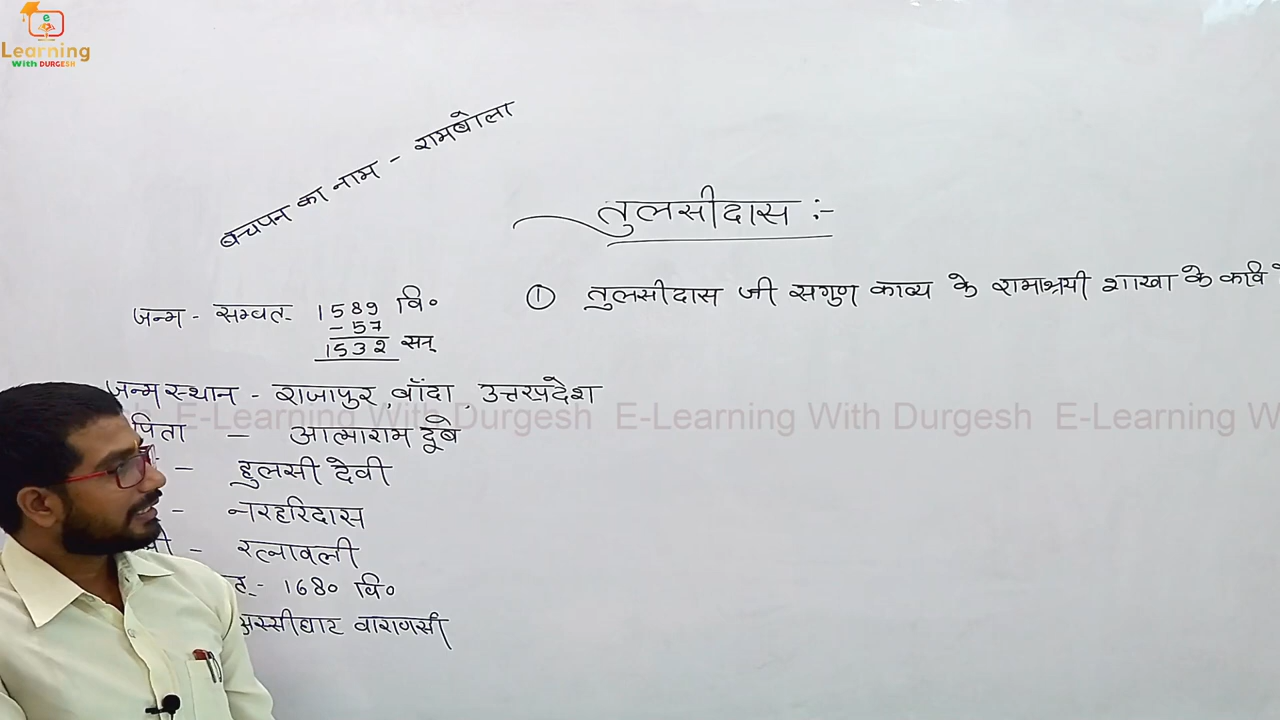 e
Learning
With DURGESH
बचपन का नाम - रामबोला
तुलसीदास :-
① तुलसीदास जी सगुण काव्य के रामाश्रयी शाखा के कवि
जन्म - सम्वत - 1589 वि०
- 57
1532 सन्
जन्म स्थान - राजापुर, बाँदा, उत्तरप्रदेश
E-Learning With Durgesh E-Learning With Durgesh E-Learning W
पिता - आत्माराम दूबे
- हुलसी देवी
- नरहरिदास
- रत्नावली
- 1680 वि०
अस्सीघाट वाराणसी